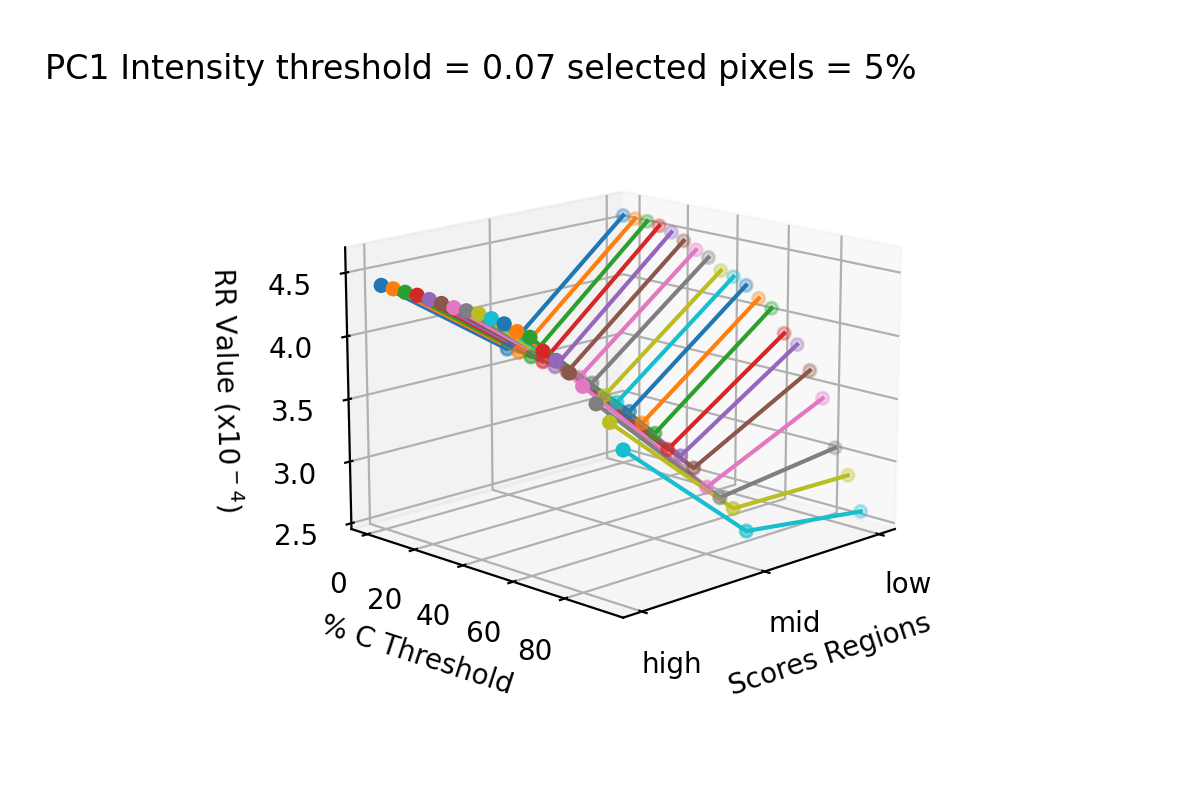 PC1 Intensity threshold = 0.07 selected pixels = 5%
RR Value (x10⁻⁴)
4.5
4.0
3.5
3.0
2.5
0
20
40
60
80
% C Threshold
high
mid
low
Scores Regions